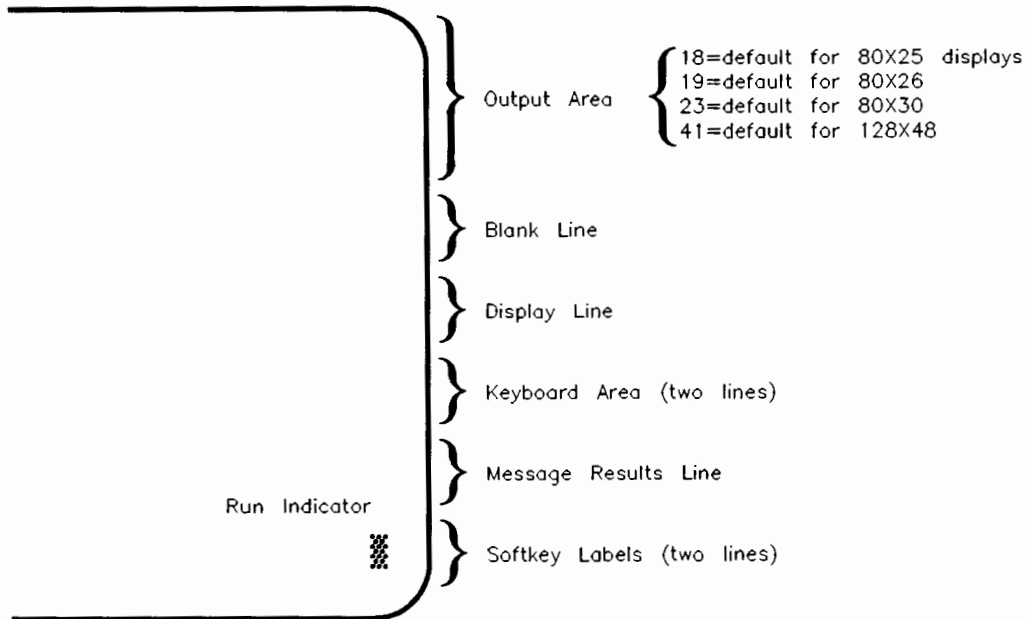 Output Area
18=default for 80X25 displays
19=default for 80X26
23=default for 80X30
41=default for 128X48
Blank Line
Display Line
Keyboard Area (two lines)
Message Results Line
Run Indicator
Softkey Labels (two lines)